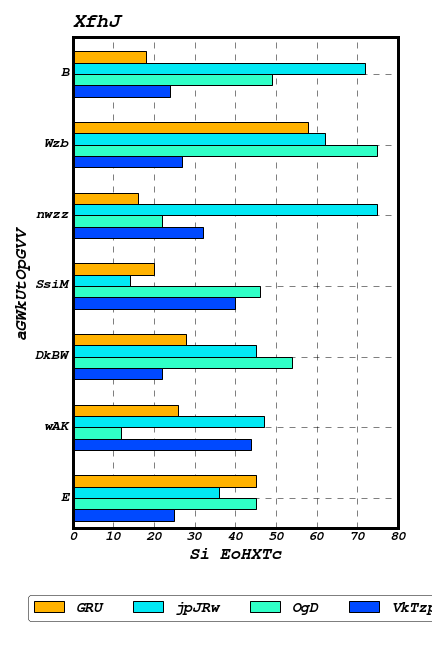 XfhJ
B
Wzb
nwzz
SsiM
DkBW
wAK
E
aGWkUtOpGVV
0 10 20 30 40 50 60 70 80
Si EoHXTc
GRU jpJRw OgD VkTzp